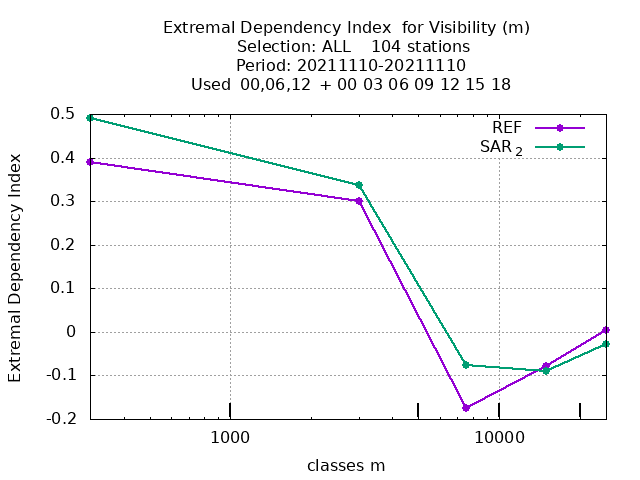 Extremal Dependency Index  for Visibility (m)
Selection: ALL    104 stations
Period: 20211110-20211110
Used  00,06,12  + 00 03 06 09 12 15 18
REF
SAR 2
0.5
0.4
0.3
0.2
0.1
0
-0.1
-0.2
Extremal Dependency Index
1000
10000
classes m